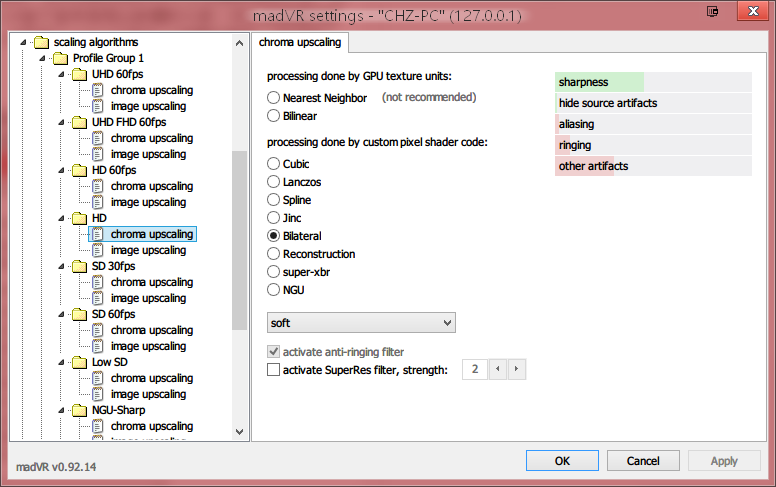 madVR settings - "CHZ-PC" (127.0.0.1)
scaling algorithms
Profile Group 1
UHD 60fps
chroma upscaling
image upscaling
UHD FHD 60fps
chroma upscaling
image upscaling
HD 60fps
chroma upscaling
image upscaling
HD
chroma upscaling
image upscaling
SD 30fps
chroma upscaling
image upscaling
SD 60fps
chroma upscaling
image upscaling
Low SD
chroma upscaling
image upscaling
NGU-Sharp
chroma upscaling
chroma upscaling
processing done by GPU texture units:
Nearest Neighbor (not recommended)
Bilinear
processing done by custom pixel shader code:
Cubic
Lanczos
Spline
Jinc
Bilateral
Reconstruction
super-xbr
NGU
soft
activate anti-ringing filter
activate SuperRes filter, strength: 2
sharpness
hide source artifacts
aliasing
ringing
other artifacts
madVR v0.92.14
OK
Cancel
Apply